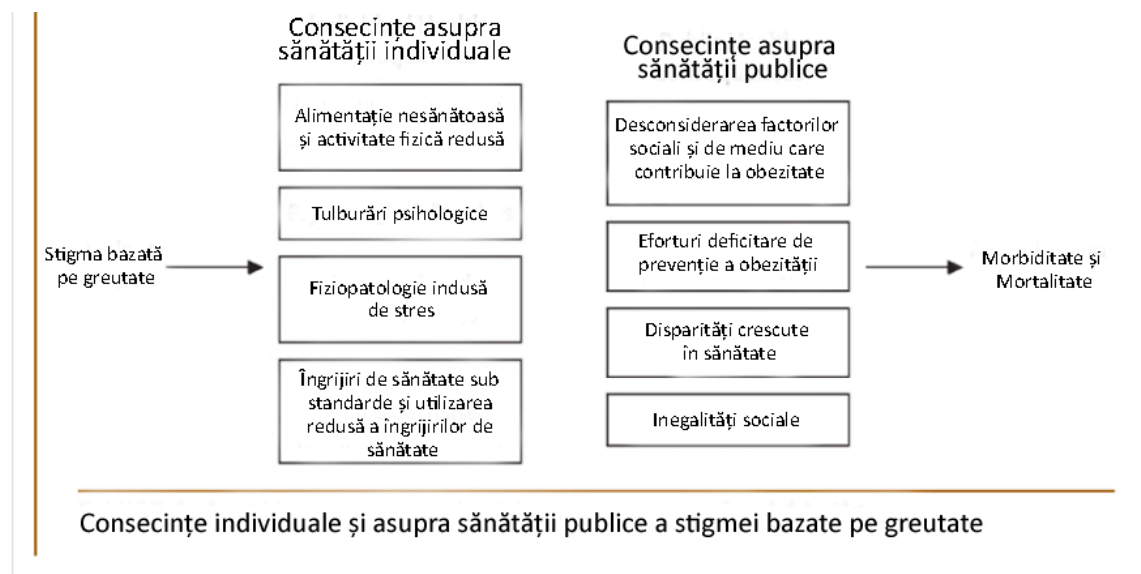 Consecințe asupra
sănătății individuale
Alimentație nesănătoasă
și activitate fizică redusă
Tulburări psihologice
Fiziopatologie indusă
de stres
Îngrijiri de sănătate sub
standarde și utilizarea
redusă a îngrijirilor de
sănătate
Stigma bazată
pe greutate
Consecințe asupra
sănătății publice
Desconsiderarea factorilor
sociali și de mediu care
contribuie la obezitate
Eforturi deficitare de
prevenție a obezității
Disparități crescute
în sănătate
Inegalități sociale
Morbiditate și
Mortalitate
Consecințe individuale și asupra sănătății publice a stigmei bazate pe greutate